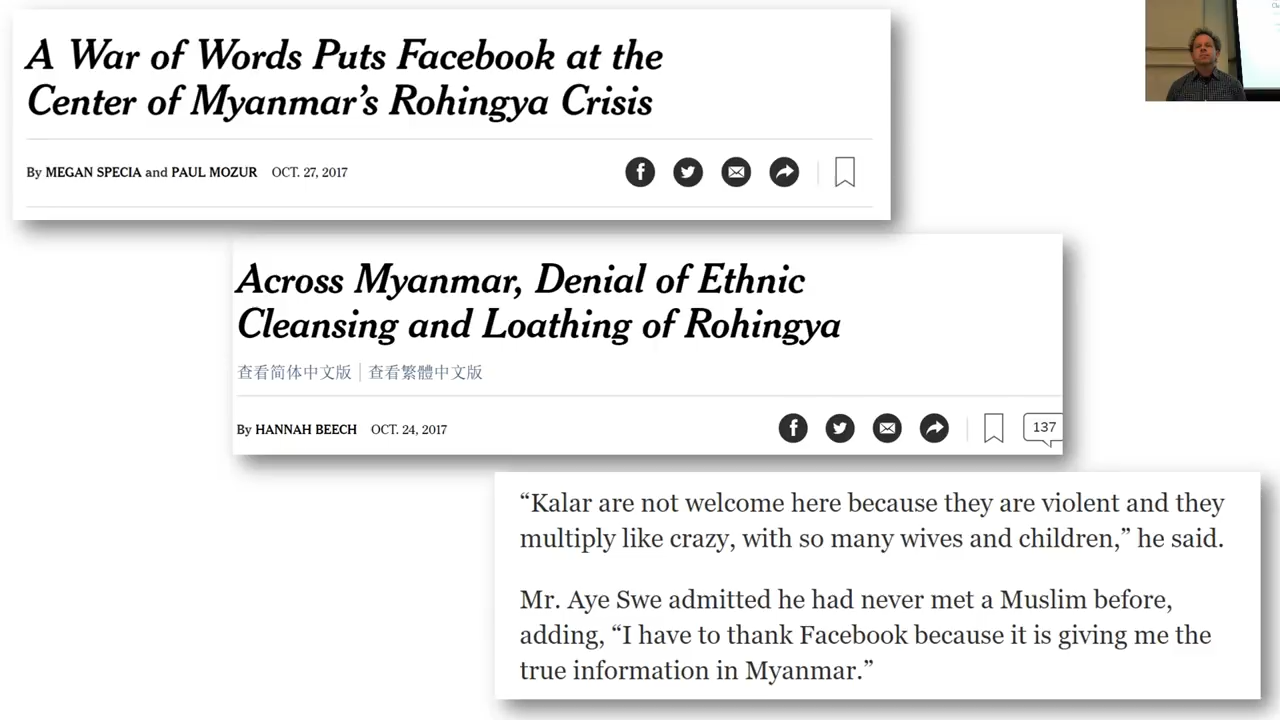 A War of Words Puts Facebook at the
Center of Myanmar’s Rohingya Crisis
By MEGAN SPECIA and PAUL MOZUR OCT. 27, 2017
Across Myanmar, Denial of Ethnic
Cleansing and Loathing of Rohingya
查看简体中文版 | 查看繁體中文版
By HANNAH BEECH OCT. 24, 2017
137
“Kalar are not welcome here because they are violent and they
multiply like crazy, with so many wives and children,” he said.
Mr. Aye Swe admitted he had never met a Muslim before,
adding, “I have to thank Facebook because it is giving me the
true information in Myanmar.”